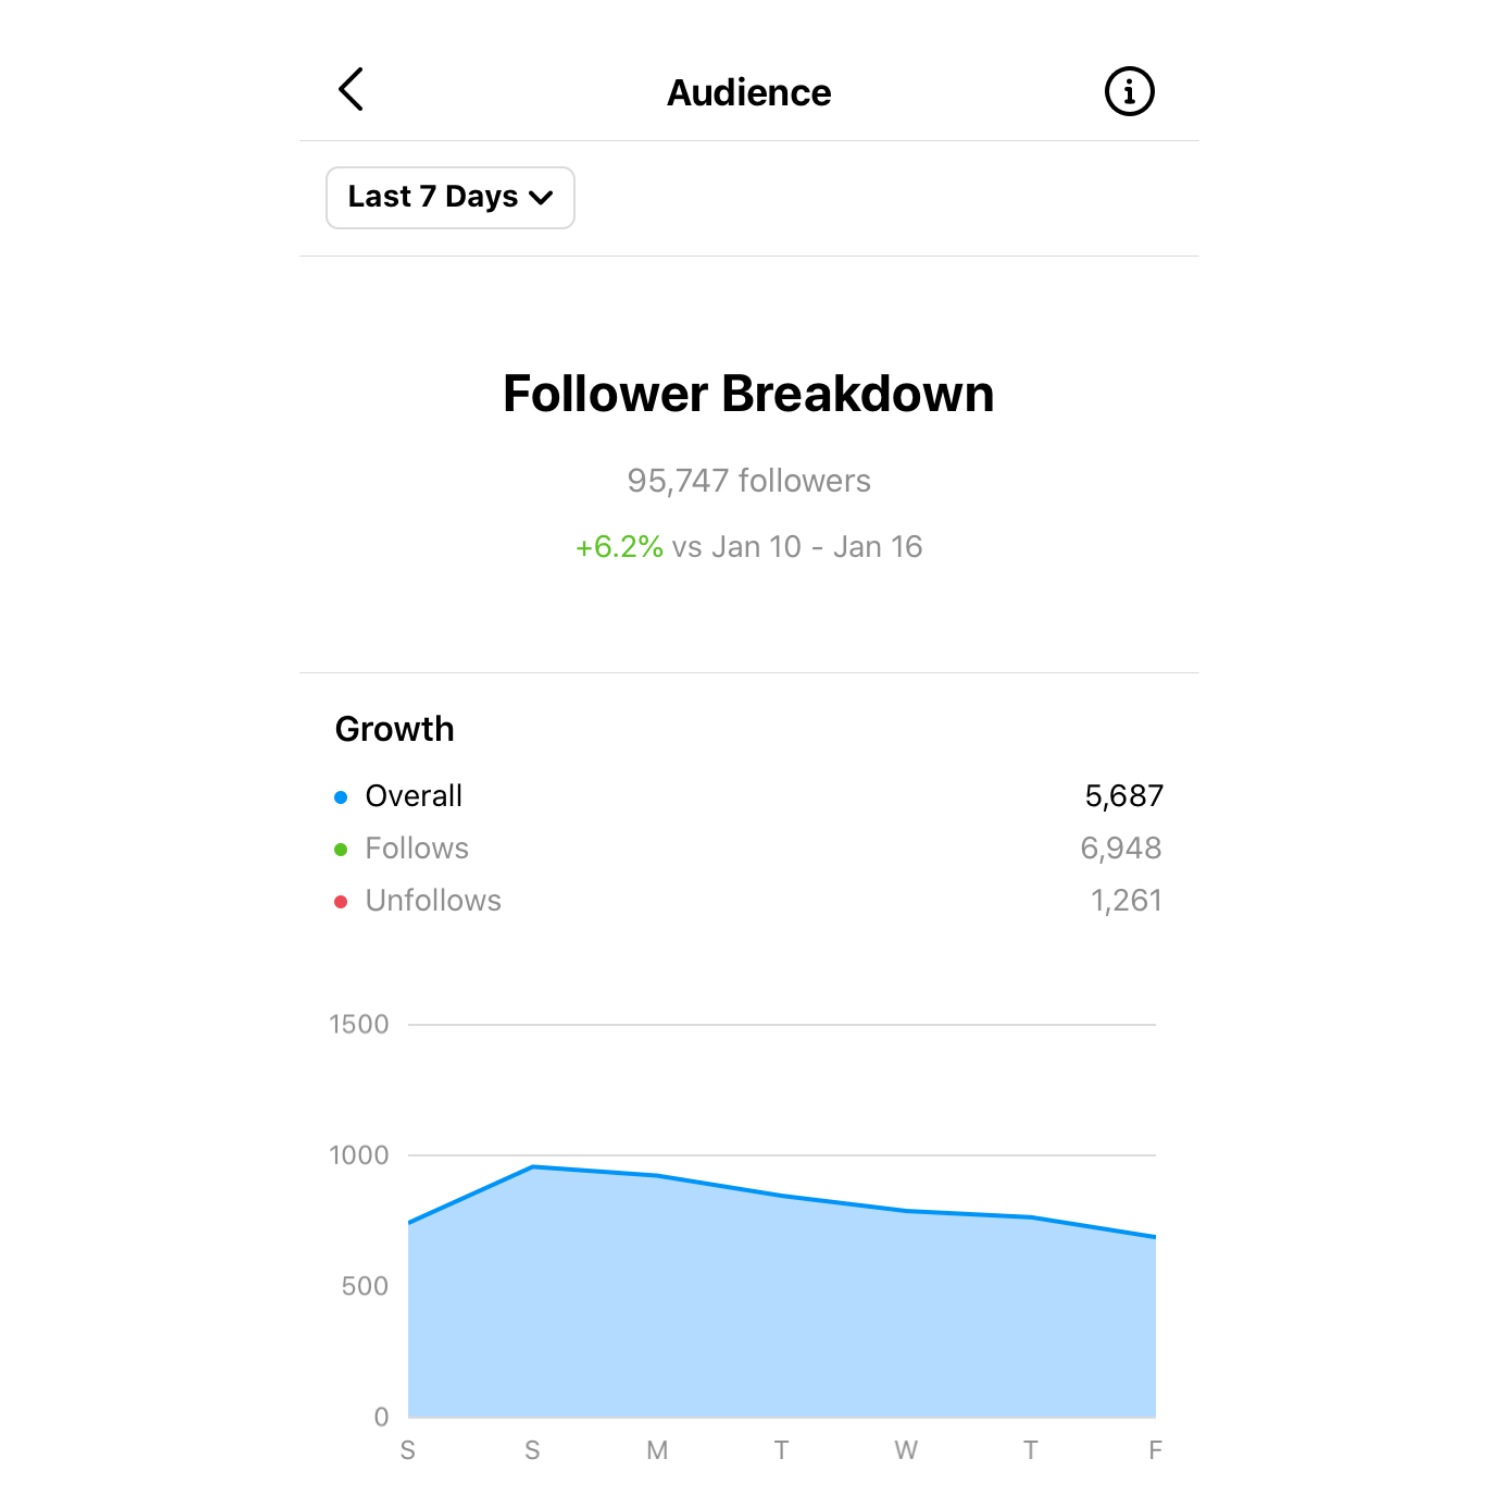 Audience
Last 7 Days
Follower Breakdown
95,747 followers
+6.2% vs Jan 10 - Jan 16
Growth
Overall 5,687
Follows 6,948
Unfollows 1,261
1500
1000
500
0
S S M T W T F